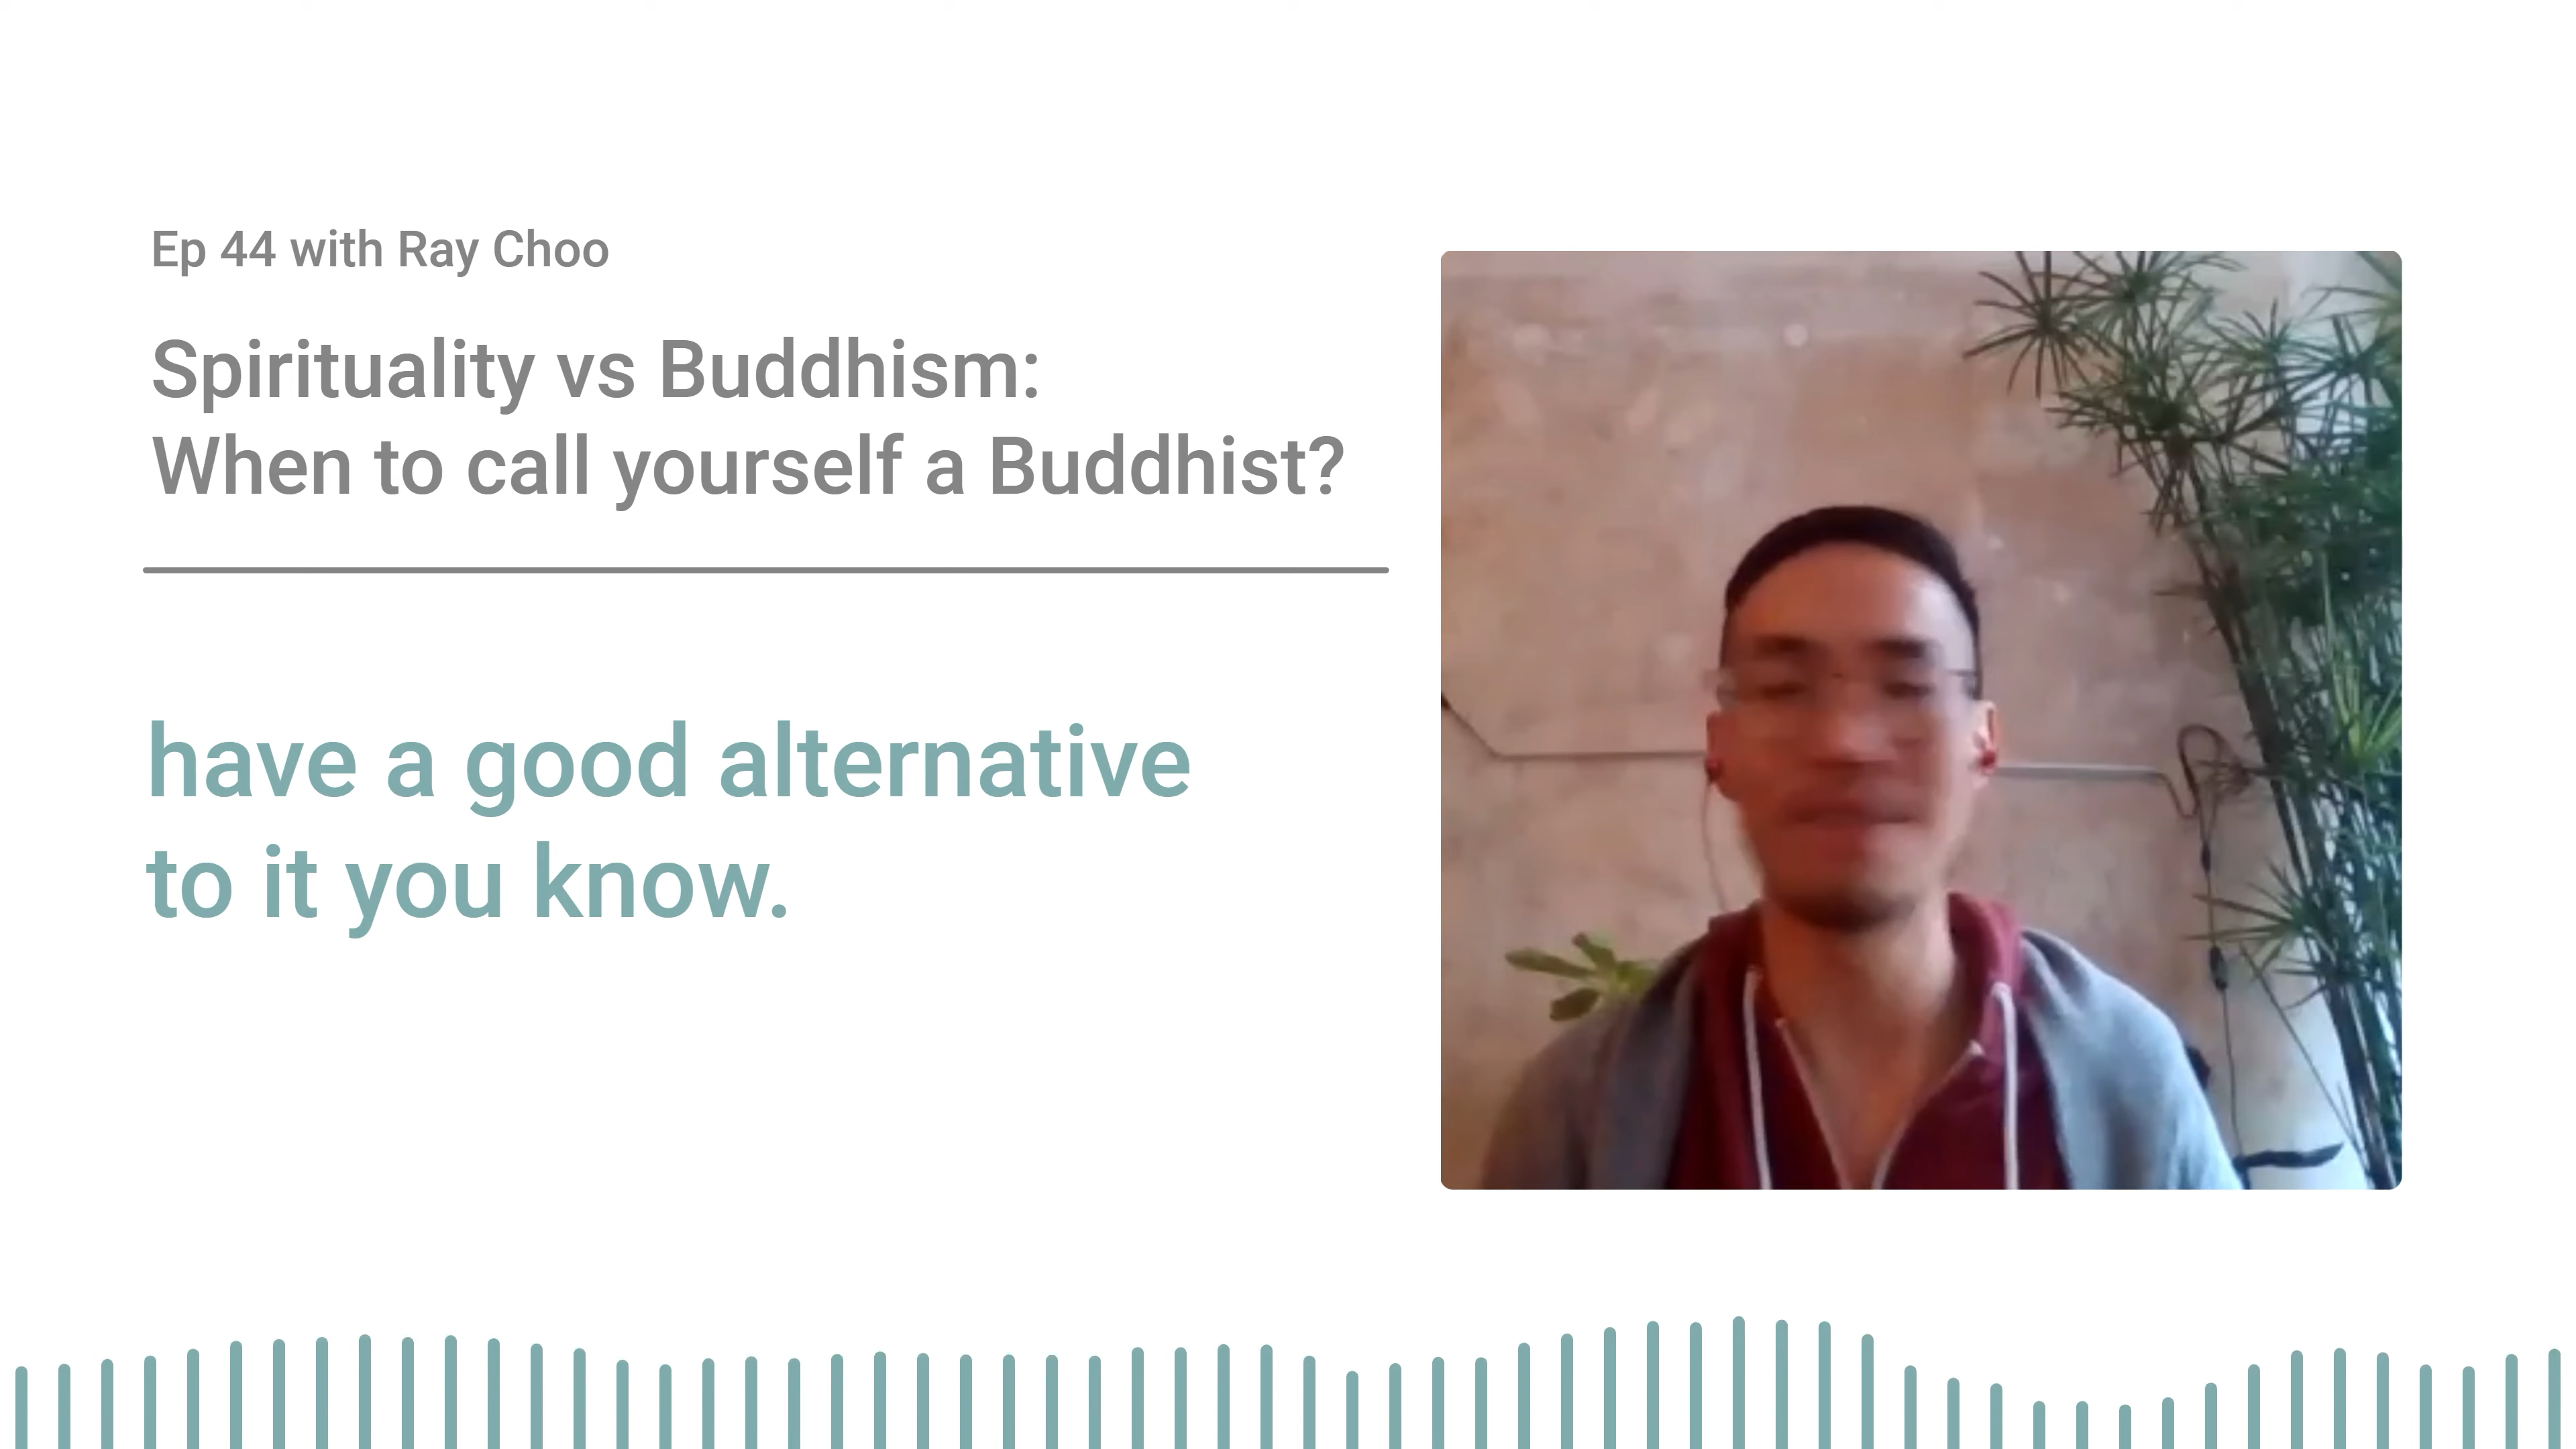 Ep 44 with Ray Choo
Spirituality vs Buddhism:
When to call yourself a Buddhist?
have a good alternative
to it you know.